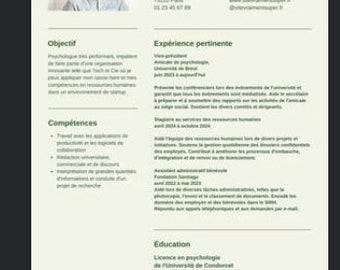 75013 Paris
www.sitevraimentsuper.fr
01 23 45 67 89
@sitevraimentsuper.fr
Objectif
Psychologue très performant, impatient
de faire partie d'une organisation
innovante telle que Tech et Cie où je
peux appliquer mon savoir-faire et mes
compétences en ressources humaines
dans un environnement de startup.
Compétences
• Travail avec les applications de
productivité et les logiciels de
collaboration
• Rédaction universitaire,
commerciale et de discours
• Interprétation de grandes quantités
d'informations et conduite d'un
projet de recherche
Expérience pertinente
Vice-président
Amicale de psychologie,
Université de Breist
juin 2023 à aujourd'hui
Présente les conférenciers lors des événements de l'université et
garantit que tous les événements sont médiatisés. Aide le secrétaire
à préparer et à soumettre des rapports sur les activités de l'amicale
au siège social. Soutient les divers comités et dirigeants.
Stagiaire au services des ressources humaines
avril 2024 à octobre 2024
Aidé l'équipe des ressources humaines lors de divers projets et
initiatives. Soutenu la gestion quotidienne des dossiers confidentiels
des employés. Contribué à améliorer les processus d'embauche,
d'intégration et de renvoi ou de licenciement.
Assistant administratif bénévole
Fondation Santiago
avril 2022 à mai 2023
Aidé lors de diverses tâches administratives, telles que la
photocopie, l'envoi et le classement de documents. Encodé les
données des employés et des bénévoles dans le SIRH.
Répondu aux appels téléphoniques et aux demandes par e-mail.
Éducation
Licence en psychologie
de l'Université de Condorcet